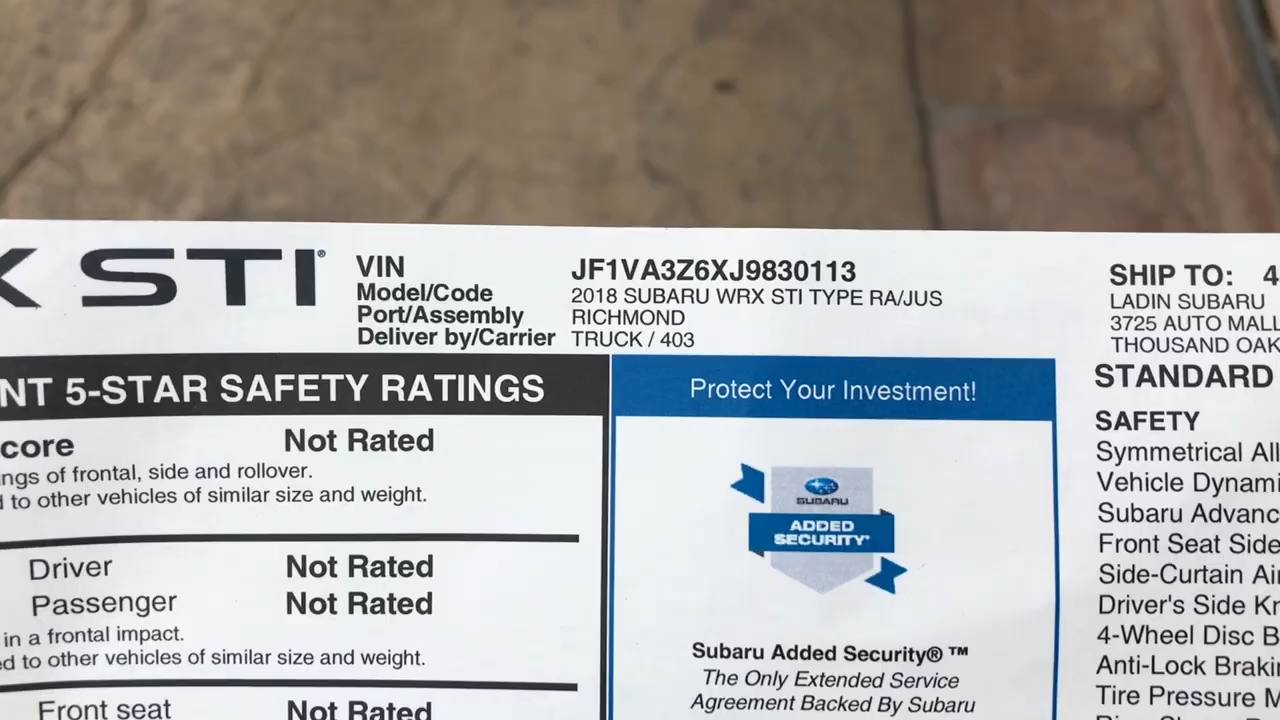 STI®
VIN JF1VA3Z6XJ9830113
Model/Code 2018 SUBARU WRX STI TYPE RA/JUS
Port/Assembly RICHMOND
Deliver by/Carrier TRUCK / 403
SHIP TO: 4
LADIN SUBARU
3725 AUTO MALL
THOUSAND OAK
NT 5-STAR SAFETY RATINGS
core Not Rated
ngs of frontal, side and rollover.
to other vehicles of similar size and weight.
Driver Not Rated
Passenger Not Rated
in a frontal impact.
ed to other vehicles of similar size and weight.
Front seat Not Rated
Protect Your Investment!
SUBARU
ADDED
SECURITY
Subaru Added Security® ™
The Only Extended Service
Agreement Backed By Subaru
STANDARD
SAFETY
Symmetrical All
Vehicle Dynami
Subaru Advanc
Front Seat Side
Side-Curtain Air
Driver's Side Kn
4-Wheel Disc B
Anti-Lock Brakin
Tire Pressure M